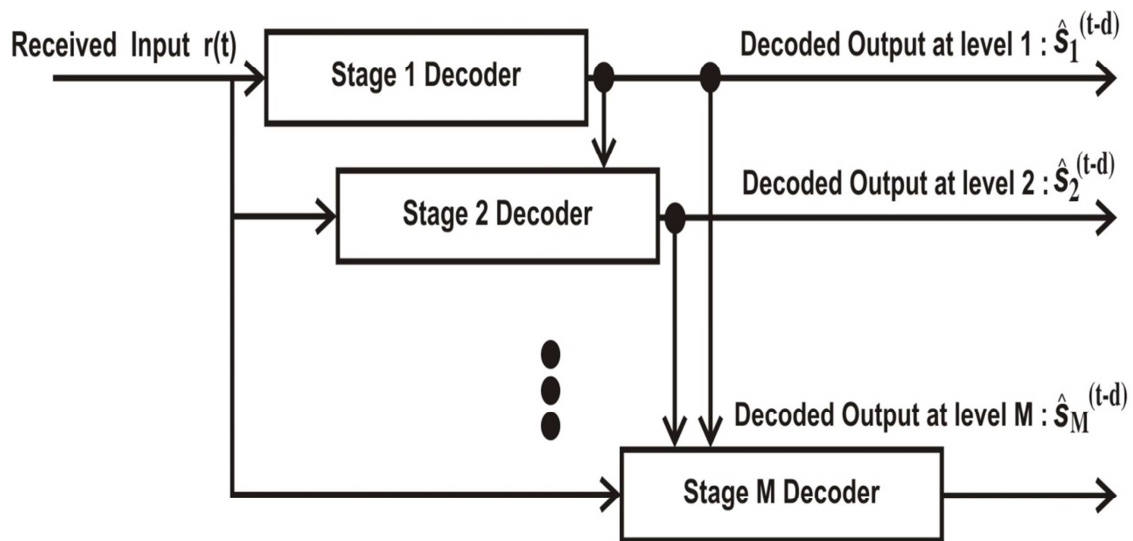 Received Input r(t)
Stage 1 Decoder
Decoded Output at level 1 : ŝ₁^(t-d)
Stage 2 Decoder
Decoded Output at level 2 : ŝ₂^(t-d)
Decoded Output at level M : ŝ_M^(t-d)
Stage M Decoder